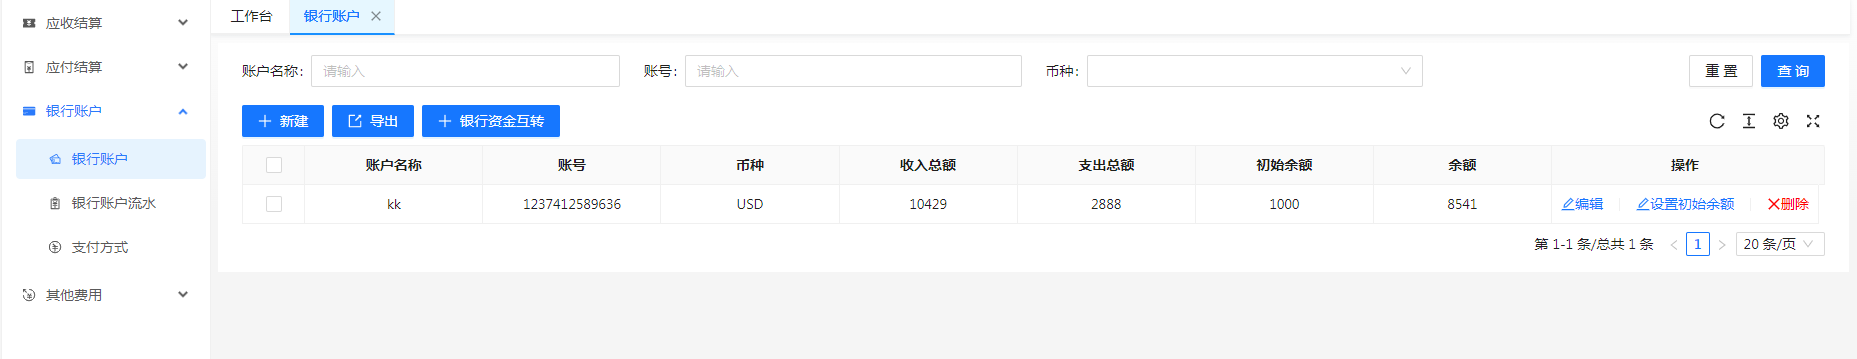 应收结算
应付结算
银行账户
银行账户
银行账户流水
支付方式
其他费用
工作台 银行账户
账户名称: 请输入 账号: 请输入 币种: 重 置 查 询
新建 导出 银行资金互转
账户名称 账号 币种 收入总额 支出总额 初始余额 余额 操作
kk 1237412589636 USD 10429 2888 1000 8541 编辑 设置初始余额 删除
第 1-1 条/总共 1 条 1 20 条/页